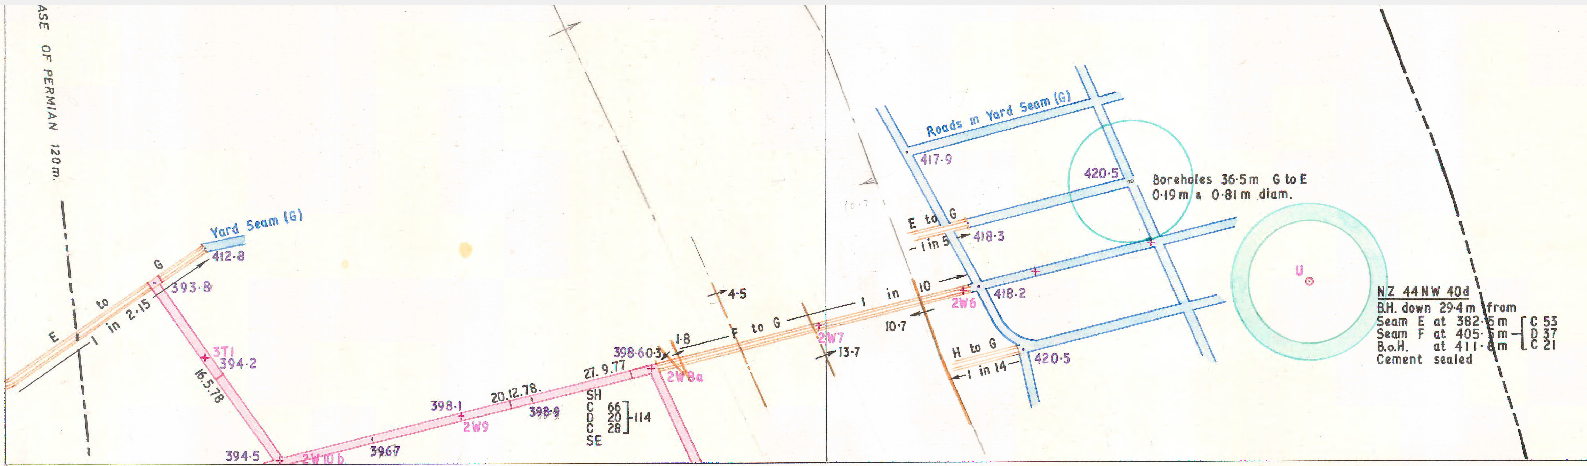 ASE OF PERMIAN 120m.
Yard Seam (G)
412·8
G
393·8
E to
1 in 2·15
3T1
394·2
16.5.78
394·5
2W10b
3967
398·1
2W9
20.12.78.
398·9
27.9.77
SH
C 66
D 20
C 28
SE
114
398·6
0·3
1·8
2W8a
4·5
F to G
1 in 10
2W7
13·7
10·7
2W6
Roads in Yard Seam (G)
417·9
420·5
E to G
1 in 5
418·3
418·2
H to G
1 in 14
420·5
Boreholes 36·5m G to E
0·19m & 0·81m diam.
U
NZ 44NW 40d
B.H. down 29·4m from
Seam E at 382·5m C 53
Seam F at 405·5m D 37
B.o.H. at 411·8m C 21
Cement sealed